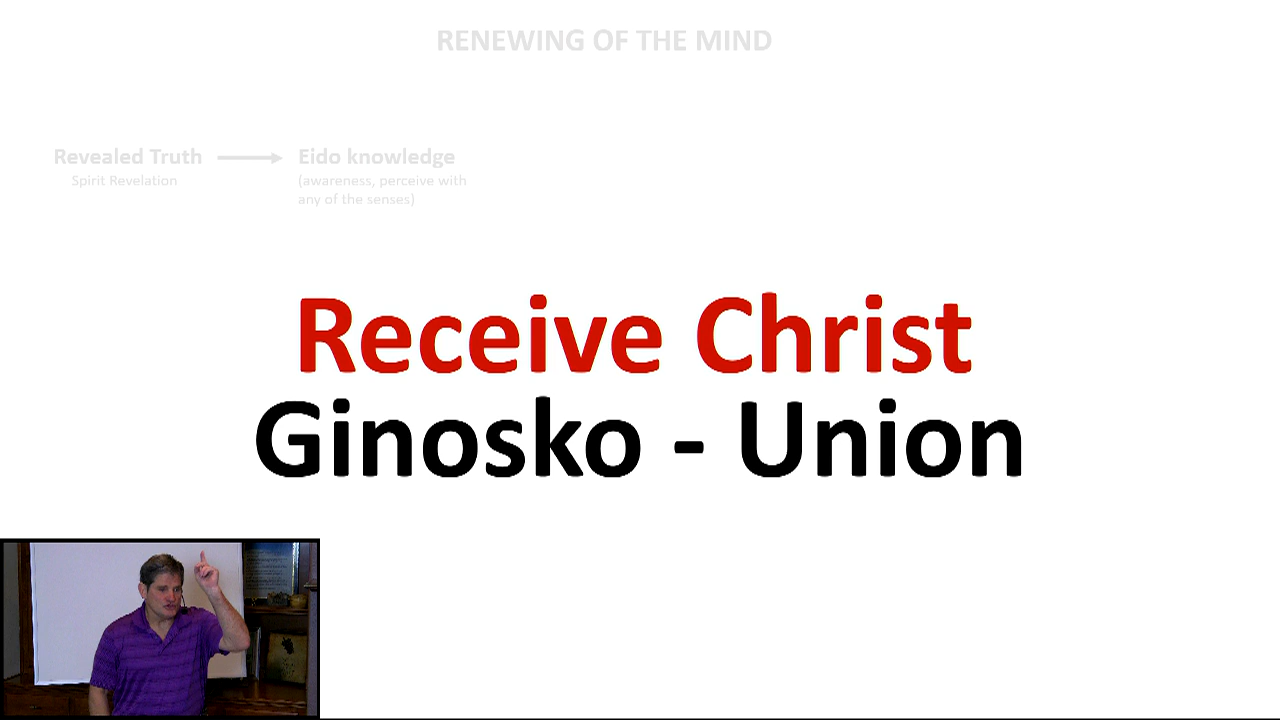 RENEWING OF THE MIND
Revealed Truth Eido knowledge
Spirit Revelation (awareness, perceive with
any of the senses)
Receive Christ
Ginosko - Union